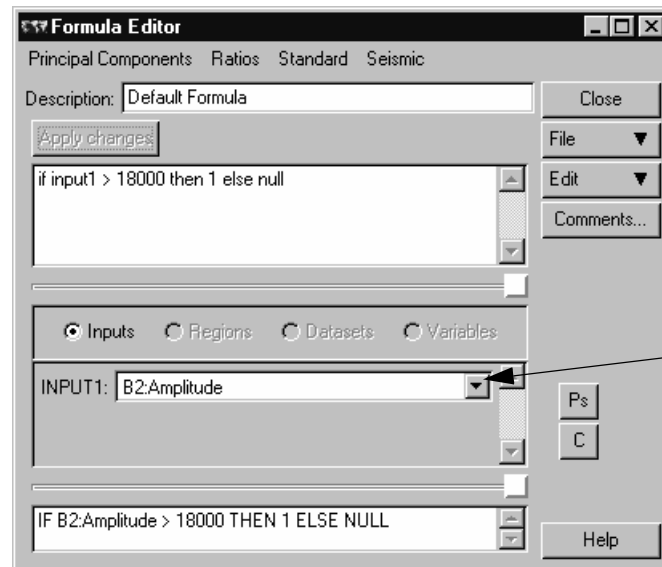 Formula Editor
Principal Components Ratios Standard Seismic
Description: Default Formula
Close
Apply changes
File
if input1 > 18000 then 1 else null
Edit
Comments...
Inputs Regions Datasets Variables
INPUT1: B2:Amplitude
Ps
C
IF B2:Amplitude > 18000 THEN 1 ELSE NULL
Help